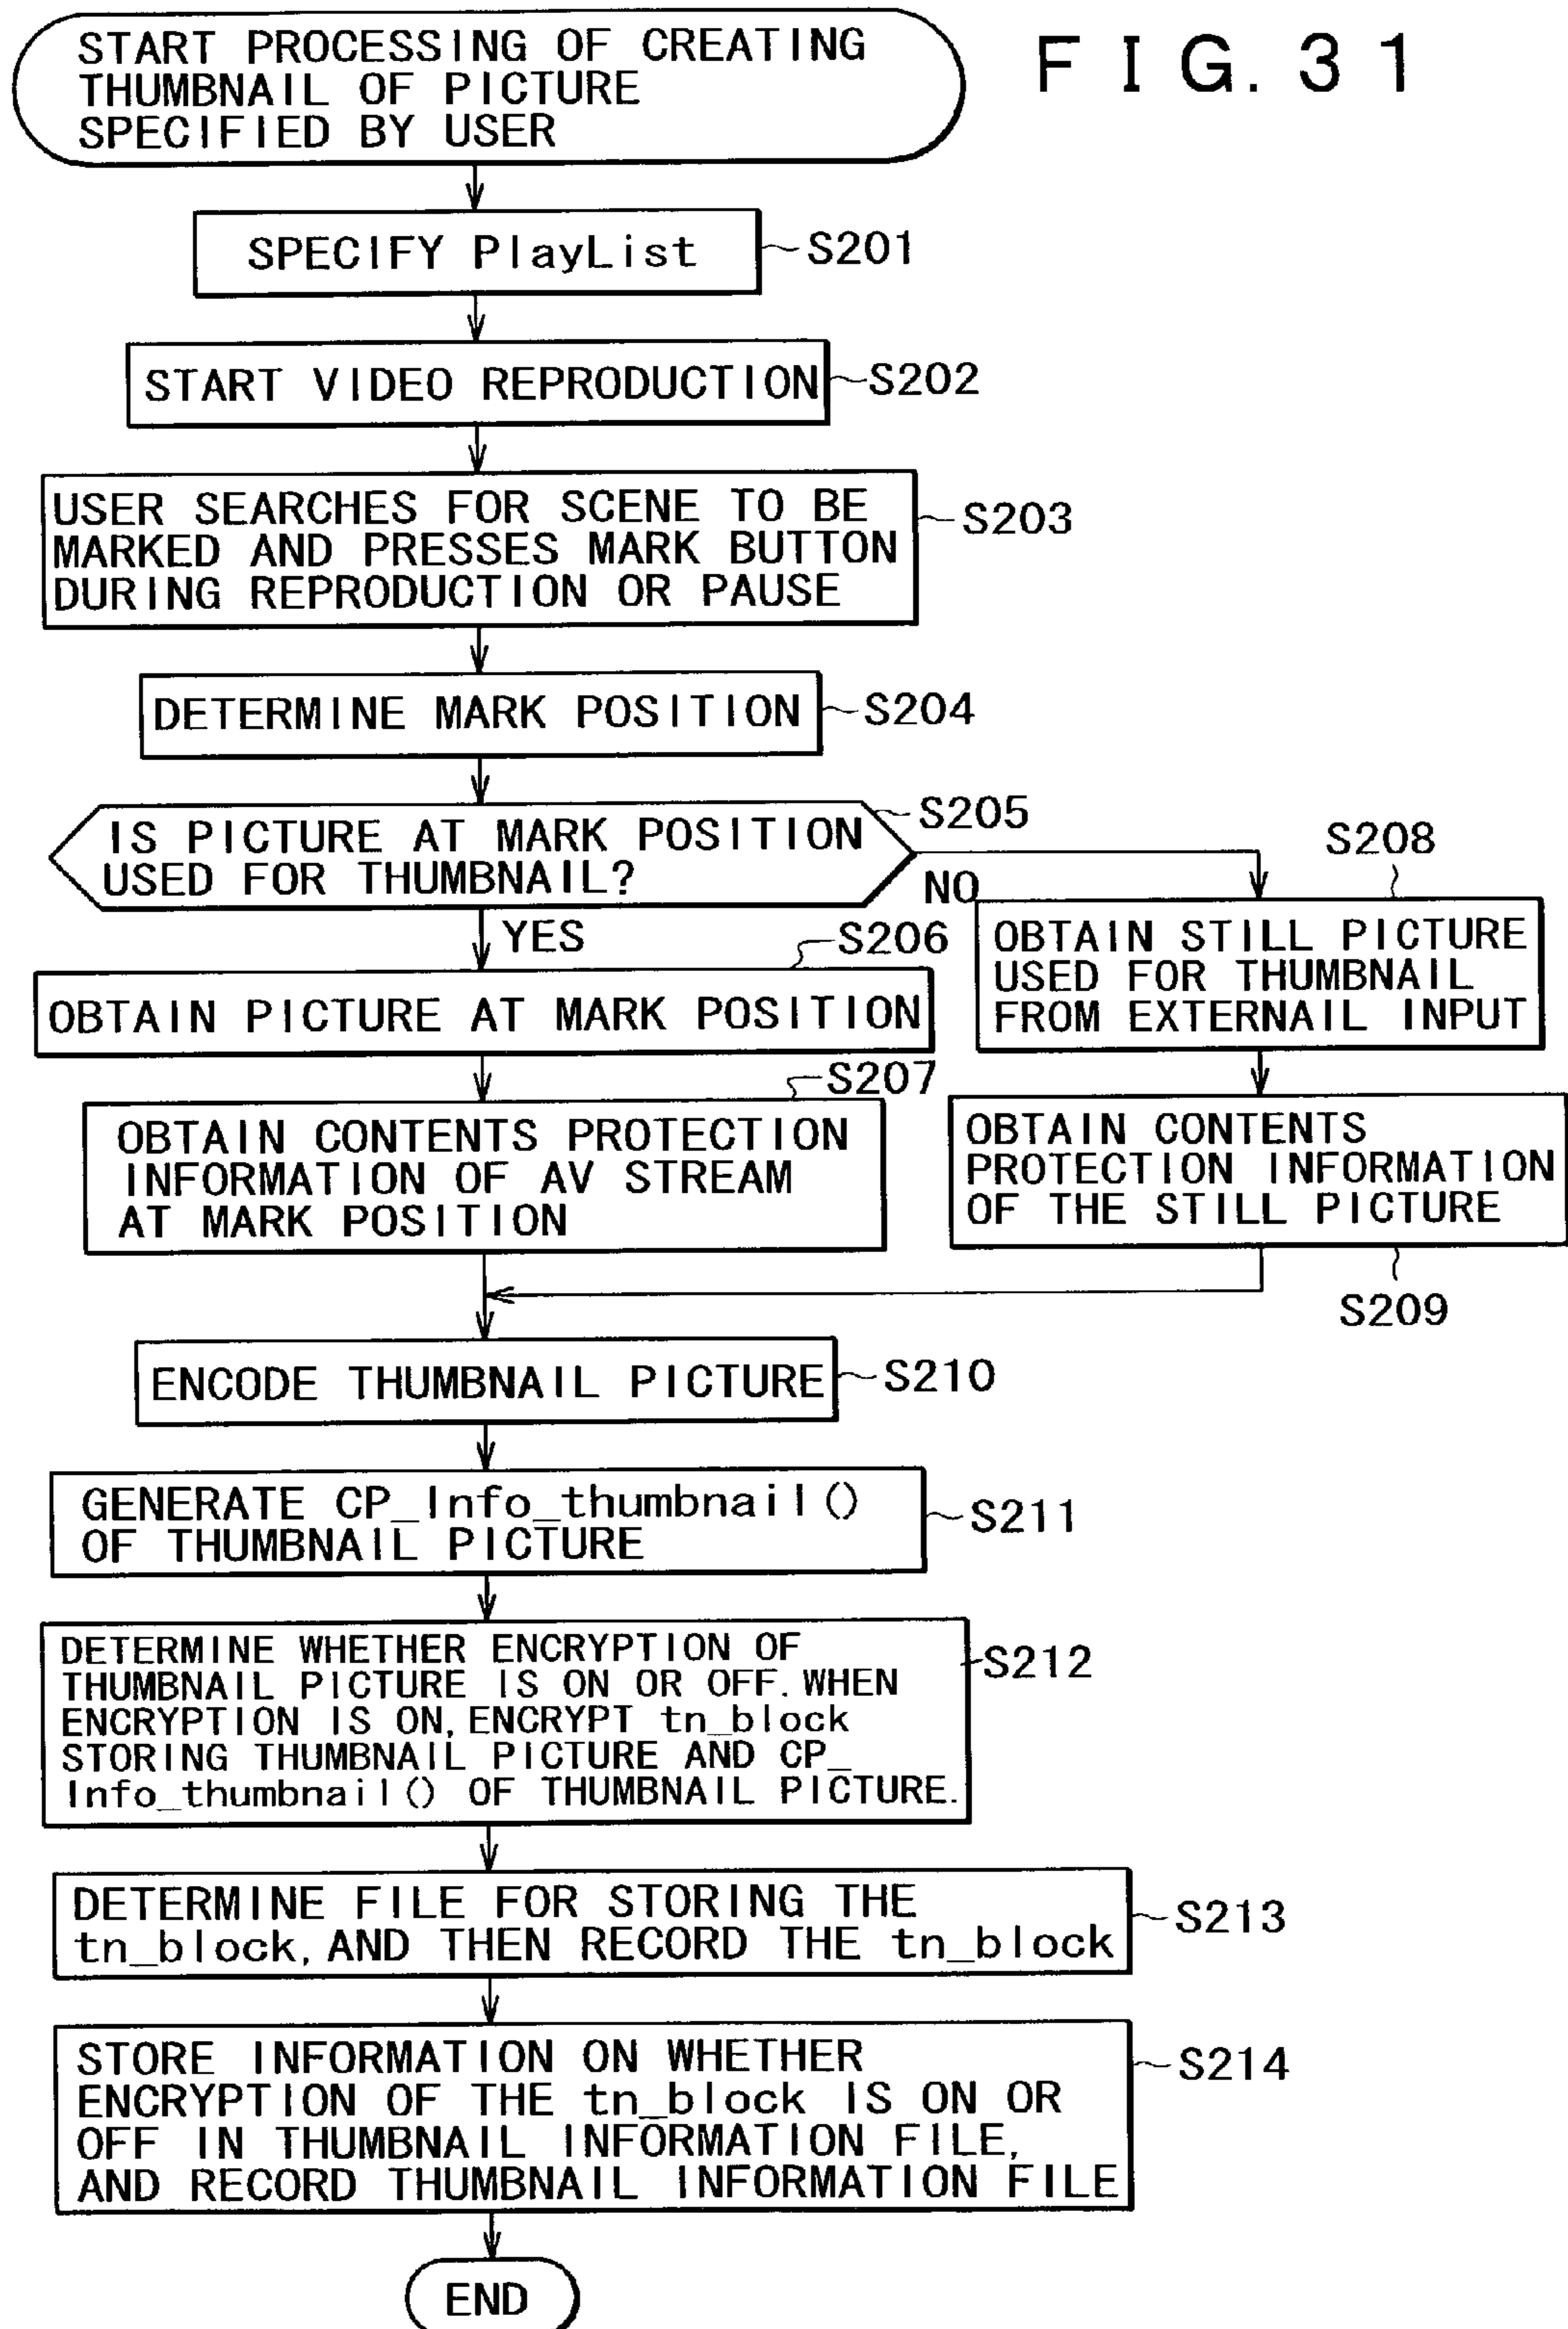 START PROCESSING OF CREATING
THUMBNAIL OF PICTURE
SPECIFIED BY USER
FIG. 31
SPECIFY PlayList
S201
START VIDEO REPRODUCTION
S202
USER SEARCHES FOR SCENE TO BE
MARKED AND PRESSES MARK BUTTON
DURING REPRODUCTION OR PAUSE
S203
DETERMINE MARK POSITION
S204
IS PICTURE AT MARK POSITION
USED FOR THUMBNAIL?
S205
NO
YES
S206
OBTAIN PICTURE AT MARK POSITION
S208
OBTAIN STILL PICTURE
USED FOR THUMBNAIL
FROM EXTERNAIL INPUT
S207
OBTAIN CONTENTS PROTECTION
INFORMATION OF AV STREAM
AT MARK POSITION
OBTAIN CONTENTS
PROTECTION INFORMATION
OF THE STILL PICTURE
S209
ENCODE THUMBNAIL PICTURE
S210
GENERATE CP_Info_thumbnail()
OF THUMBNAIL PICTURE
S211
DETERMINE WHETHER ENCRYPTION OF
THUMBNAIL PICTURE IS ON OR OFF. WHEN
ENCRYPTION IS ON, ENCRYPT tn_block
STORING THUMBNAIL PICTURE AND CP_
Info_thumbnail() OF THUMBNAIL PICTURE.
S212
DETERMINE FILE FOR STORING THE
tn_block, AND THEN RECORD THE tn_block
S213
STORE INFORMATION ON WHETHER
ENCRYPTION OF THE tn_block IS ON OR
OFF IN THUMBNAIL INFORMATION FILE,
AND RECORD THUMBNAIL INFORMATION FILE
S214
END